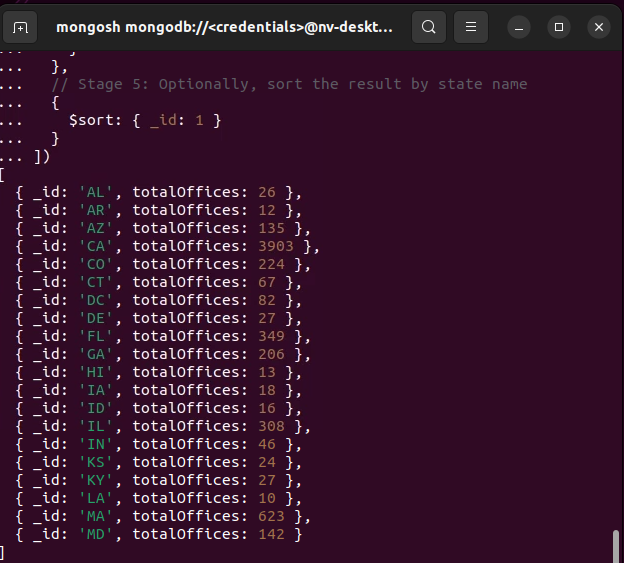 mongosh mongodb://<credentials>@nv-deskt...
...     },
...     // Stage 5: Optionally, sort the result by state name
...     {
...       $sort: { _id: 1 }
...     }
... ])
[
  { _id: 'AL', totalOffices: 26 },
  { _id: 'AR', totalOffices: 12 },
  { _id: 'AZ', totalOffices: 135 },
  { _id: 'CA', totalOffices: 3903 },
  { _id: 'CO', totalOffices: 224 },
  { _id: 'CT', totalOffices: 67 },
  { _id: 'DC', totalOffices: 82 },
  { _id: 'DE', totalOffices: 27 },
  { _id: 'FL', totalOffices: 349 },
  { _id: 'GA', totalOffices: 206 },
  { _id: 'HI', totalOffices: 13 },
  { _id: 'IA', totalOffices: 18 },
  { _id: 'ID', totalOffices: 16 },
  { _id: 'IL', totalOffices: 308 },
  { _id: 'IN', totalOffices: 46 },
  { _id: 'KS', totalOffices: 24 },
  { _id: 'KY', totalOffices: 27 },
  { _id: 'LA', totalOffices: 10 },
  { _id: 'MA', totalOffices: 623 },
  { _id: 'MD', totalOffices: 142 }
]